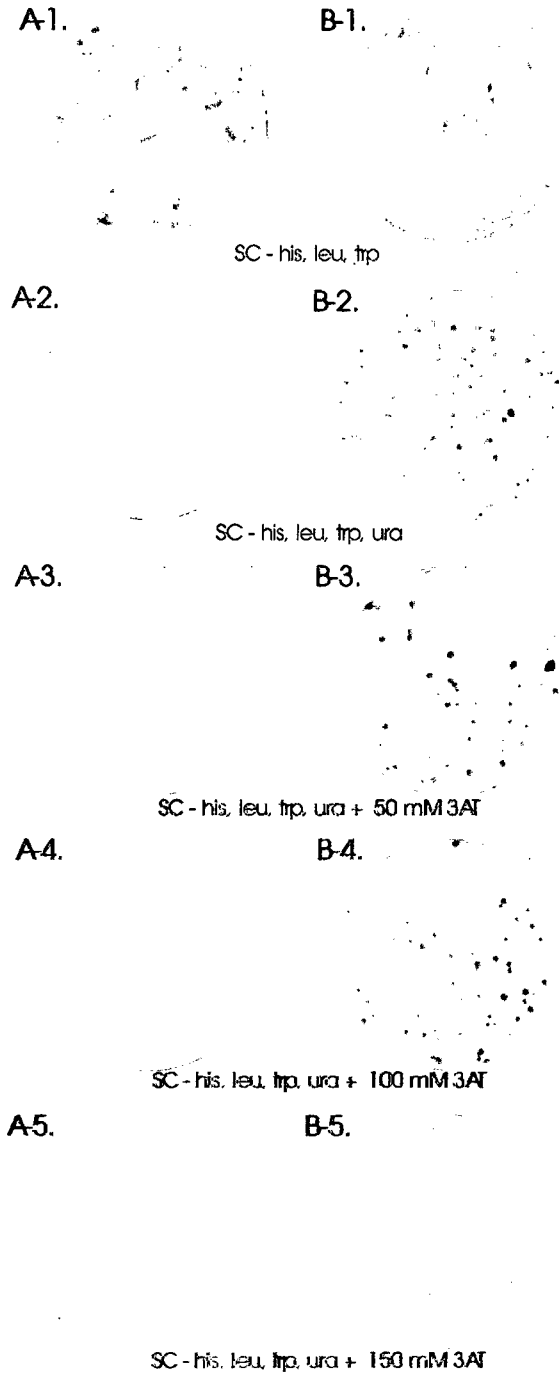 A-1. B-1.
SC - his, leu, trp
A-2. B-2.
SC - his, leu, trp, ura
A-3. B-3.
SC - his, leu, trp, ura + 50 mM 3AT
A-4. B-4.
SC - his, leu, trp, ura + 100 mM 3AT
A-5. B-5.
SC - his, leu, trp, ura + 150 mM 3AT